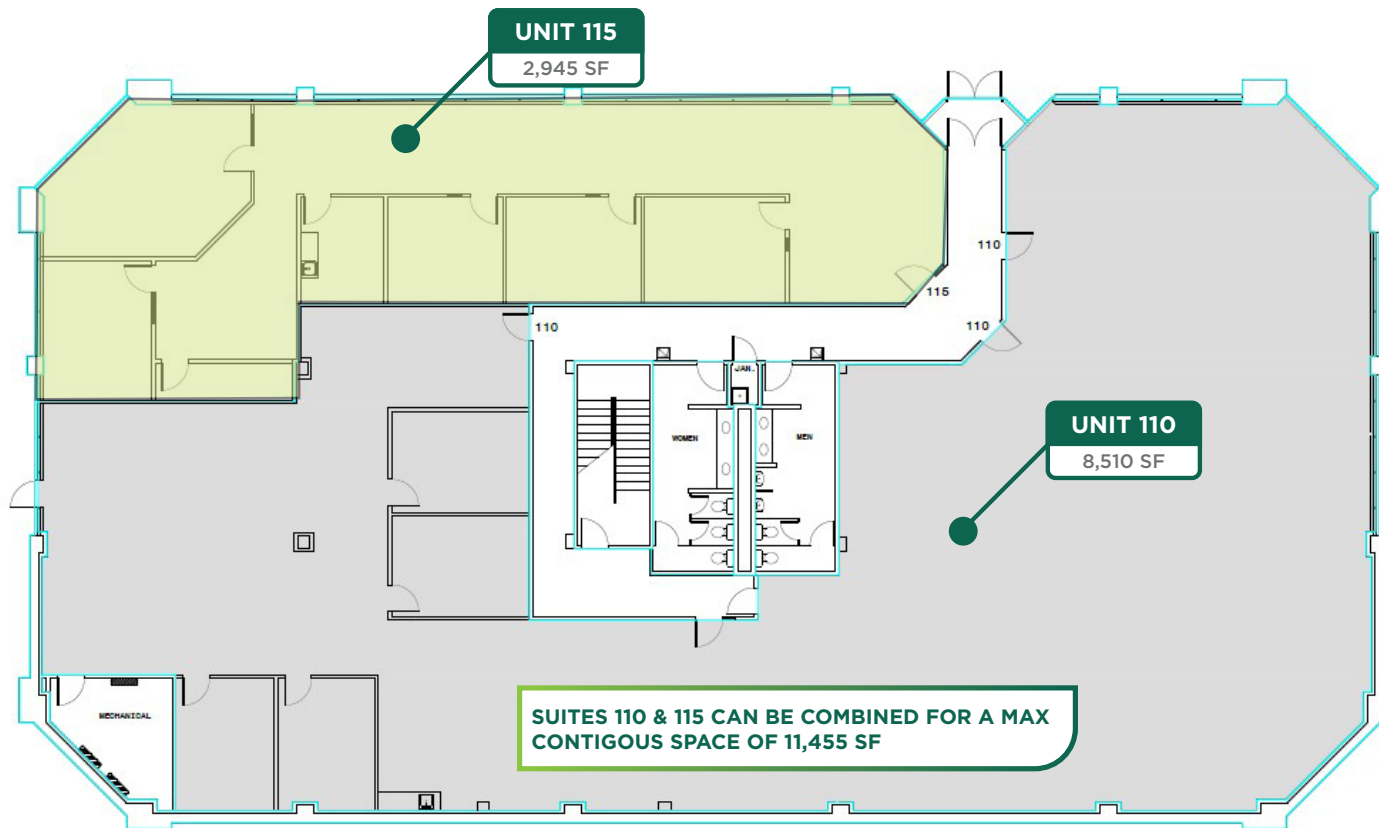 UNIT 115
2,945 SF
110
115
110
110
JAN.
WOMEN
MEN
UNIT 110
8,510 SF
MECHANICAL
SUITES 110 & 115 CAN BE COMBINED FOR A MAX
CONTIGOUS SPACE OF 11,455 SF